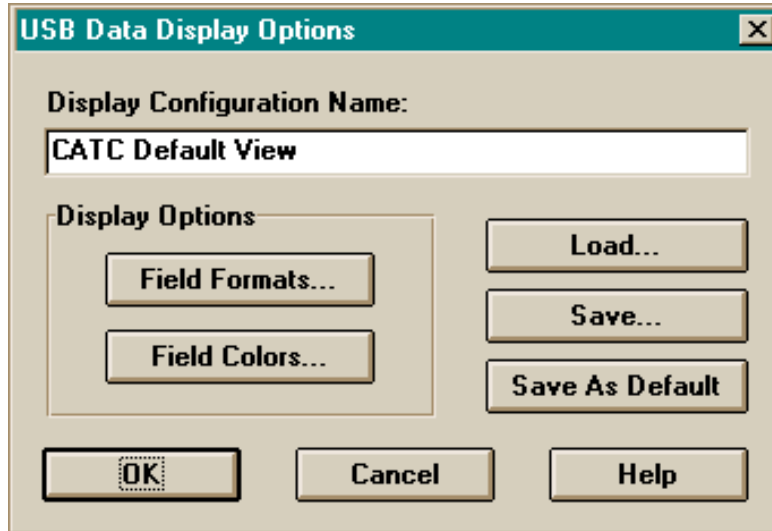 USB Data Display Options
Display Configuration Name:
CATC Default View
Display Options
Field Formats...
Field Colors...
Load...
Save...
Save As Default
OK
Cancel
Help